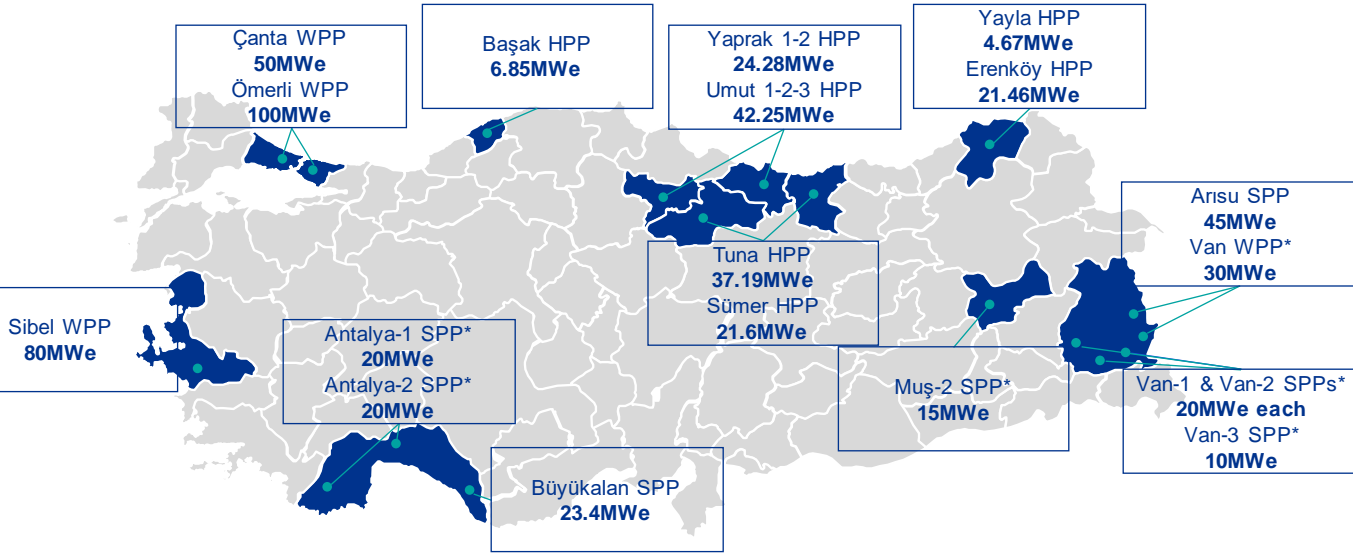 Çanta WPP
50MWe
Ömerli WPP
100MWe
Başak HPP
6.85MWe
Yaprak 1-2 HPP
24.28MWe
Umut 1-2-3 HPP
42.25MWe
Yayla HPP
4.67MWe
Erenköy HPP
21.46MWe
Arısu SPP
45MWe
Van WPP*
30MWe
Tuna HPP
37.19MWe
Sümer HPP
21.6MWe
Sibel WPP
80MWe
Antalya-1 SPP*
20MWe
Antalya-2 SPP*
20MWe
Muş-2 SPP*
15MWe
Van-1 & Van-2 SPPs*
20MWe each
Van-3 SPP*
10MWe
Büyükalan SPP
23.4MWe